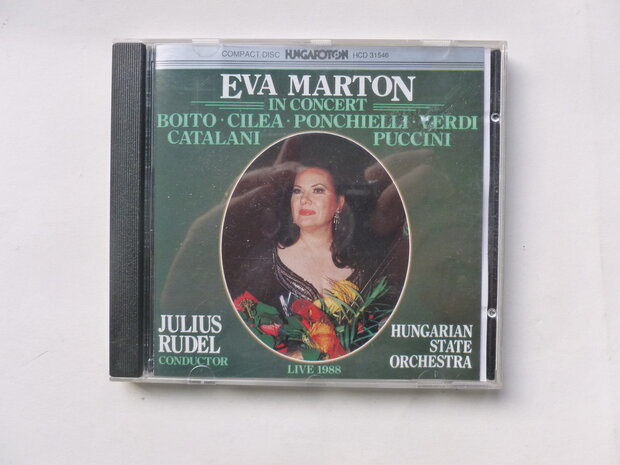 COMPACT DISC HUNGAROTON HCD 31546
EVA MARTON
IN CONCERT
BOITO · CILEA · PONCHIELLI · VERDI
CATALANI PUCCINI
JULIUS
RUDEL
CONDUCTOR
LIVE 1988
HUNGARIAN
STATE
ORCHESTRA